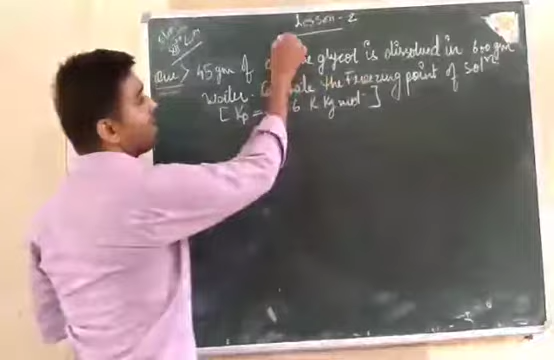 Lesson - 2
Que > 45 gm of glycol is dissolved in 600 gm
water. the Freezing point of Solⁿ
[ Kf = 6 K Kg mol⁻ ]